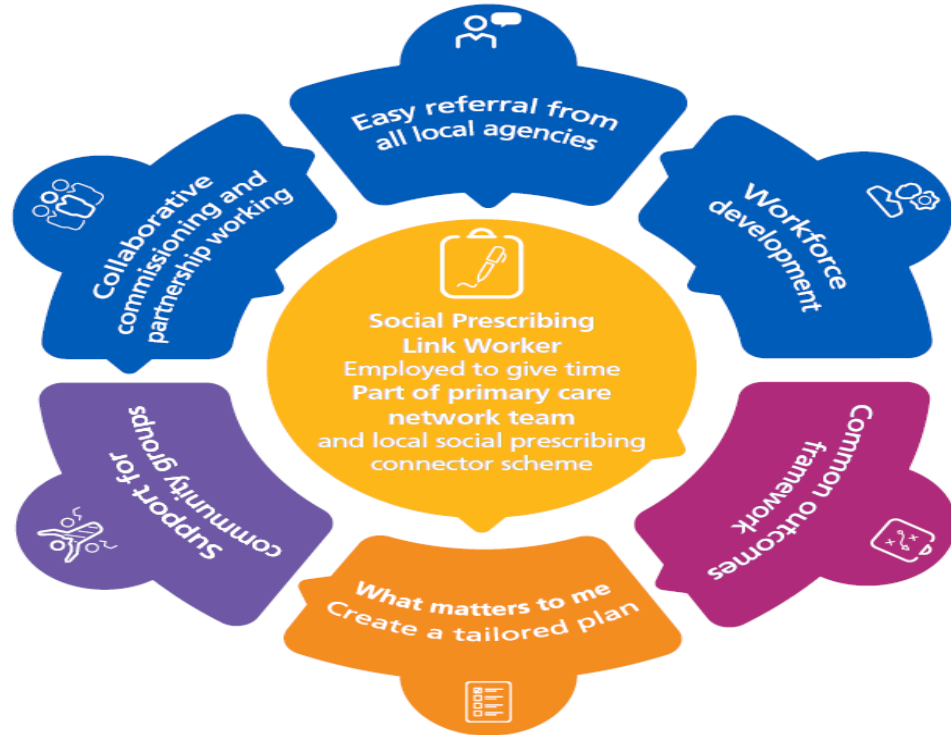 Easy referral from
all local agencies
Workforce
development
Common outcomes
framework
What matters to me
Create a tailored plan
Support for
community groups
Collaborative
commissioning and
partnership working
Social Prescribing
Link Worker
Employed to give time
Part of primary care
network team
and local social prescribing
connector scheme